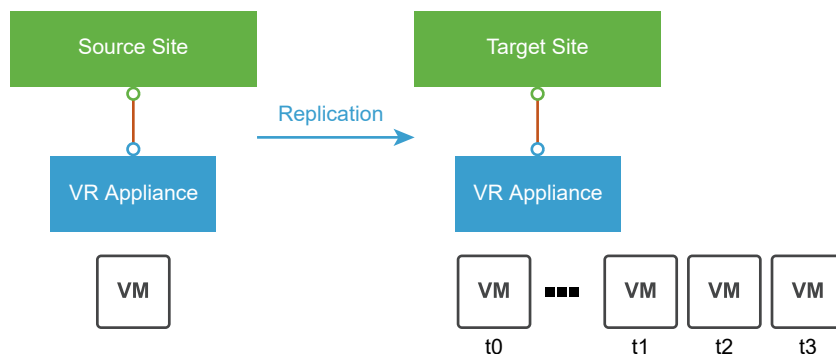 Source Site
Target Site
Replication
VR Appliance
VR Appliance
VM
VM
VM
VM
VM
t0
t1
t2
t3